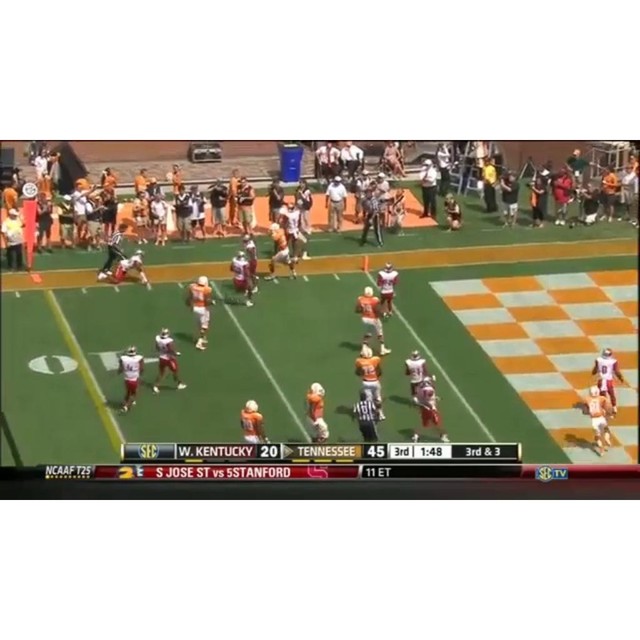 SEC W. KENTUCKY 20 TENNESSEE 45 3rd 1:48 3rd & 3
NCAAF T25 S JOSE ST vs 5STANFORD S 11 ET SEC TV